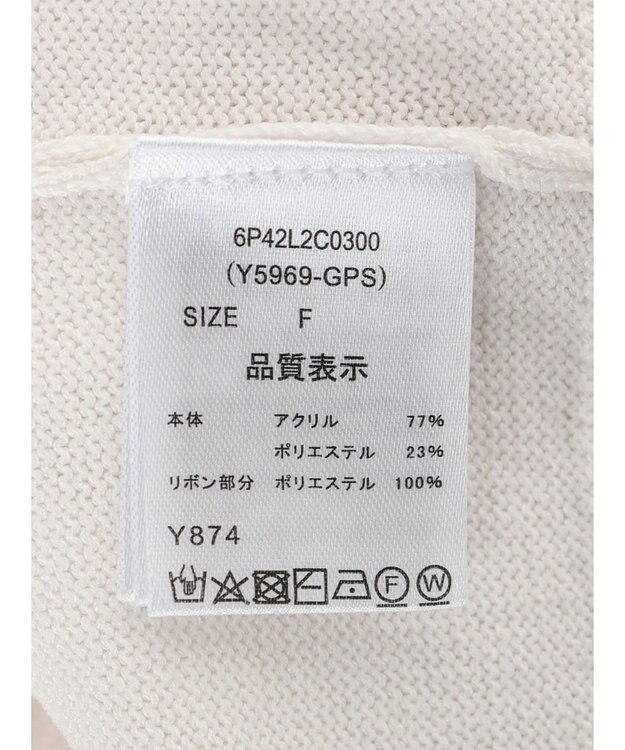 6P42L2C0300
(Y5969-GPS)
SIZE F
品質表示
本体 アクリル 77%
ポリエステル 23%
リボン部分 ポリエステル 100%
Y874
F W